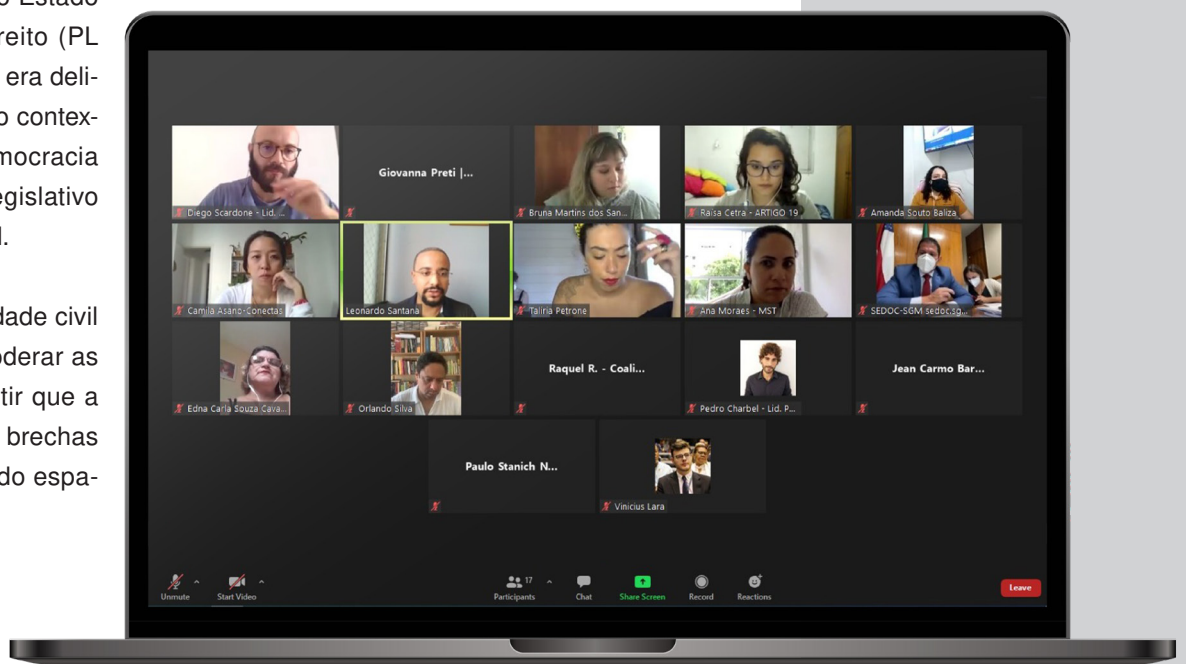 o Estado
reito (PL
era deli-
o contex-
mocracia
egislativo
l.
dade civil
oderar as
tir que a
brechas
do espa-
Diego Scardone - Lid. ...
Giovanna Preti |...
Bruna Martins dos San...
Raísa Cetra - ARTIGO 19
Amanda Souto Baliza
Camila Asano-Conectas
Leonardo Santana
Talíria Petrone
Ana Moraes - MST
SEDOC-SGM sedoc.sg...
Edna Carla Souza Cava...
Orlando Silva
Raquel R. - Coali...
Pedro Charbel - Lid. P...
Jean Carmo Bar...
Paulo Stanich N...
Vinicius Lara
Unmute
Start Video
17
Participants
Chat
Share Screen
Record
Reactions
Leave